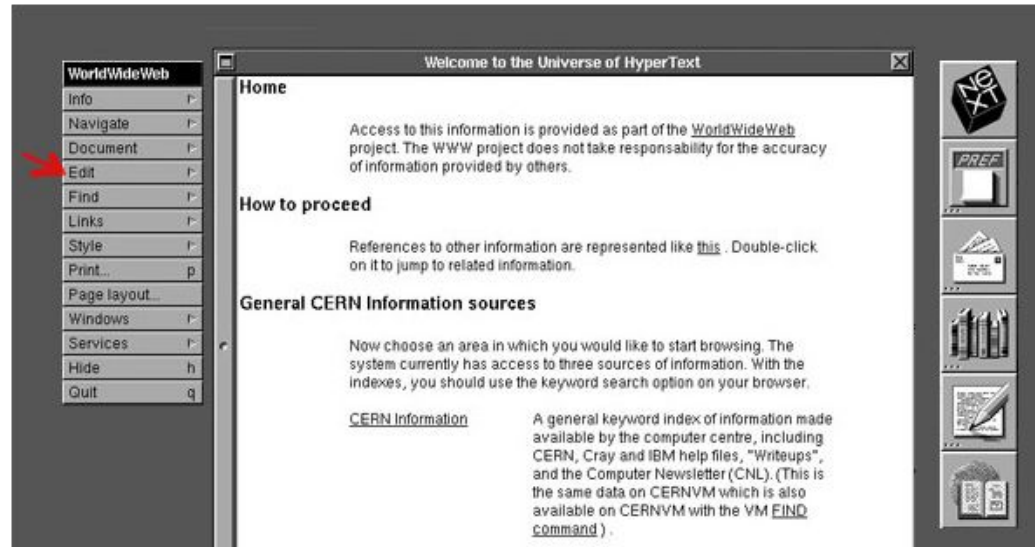 WorldWideWeb
Info
Navigate
Document
Edit
Find
Links
Style
Print... p
Page layout...
Windows
Services
Hide h
Quit q
Welcome to the Universe of HyperText
Home
Access to this information is provided as part of the WorldWideWeb
project. The WWW project does not take responsability for the accuracy
of information provided by others.
How to proceed
References to other information are represented like this . Double-click
on it to jump to related information.
General CERN Information sources
Now choose an area in which you would like to start browsing. The
system currently has access to three sources of information. With the
indexes, you should use the keyword search option on your browser.
CERN Information
A general keyword index of information made
available by the computer centre, including
CERN, Cray and IBM help files, "Writeups",
and the Computer Newsletter (CNL). (This is
the same data on CERNVM which is also
available on CERNVM with the VM FIND
command ) .
NeXT
PREF